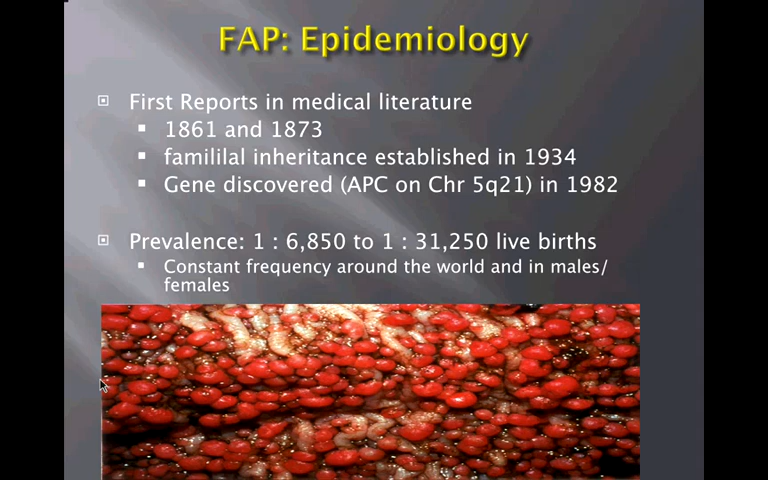 FAP: Epidemiology
First Reports in medical literature
1861 and 1873
famililal inheritance established in 1934
Gene discovered (APC on Chr 5q21) in 1982
Prevalence: 1 : 6,850 to 1 : 31,250 live births
Constant frequency around the world and in males/
females